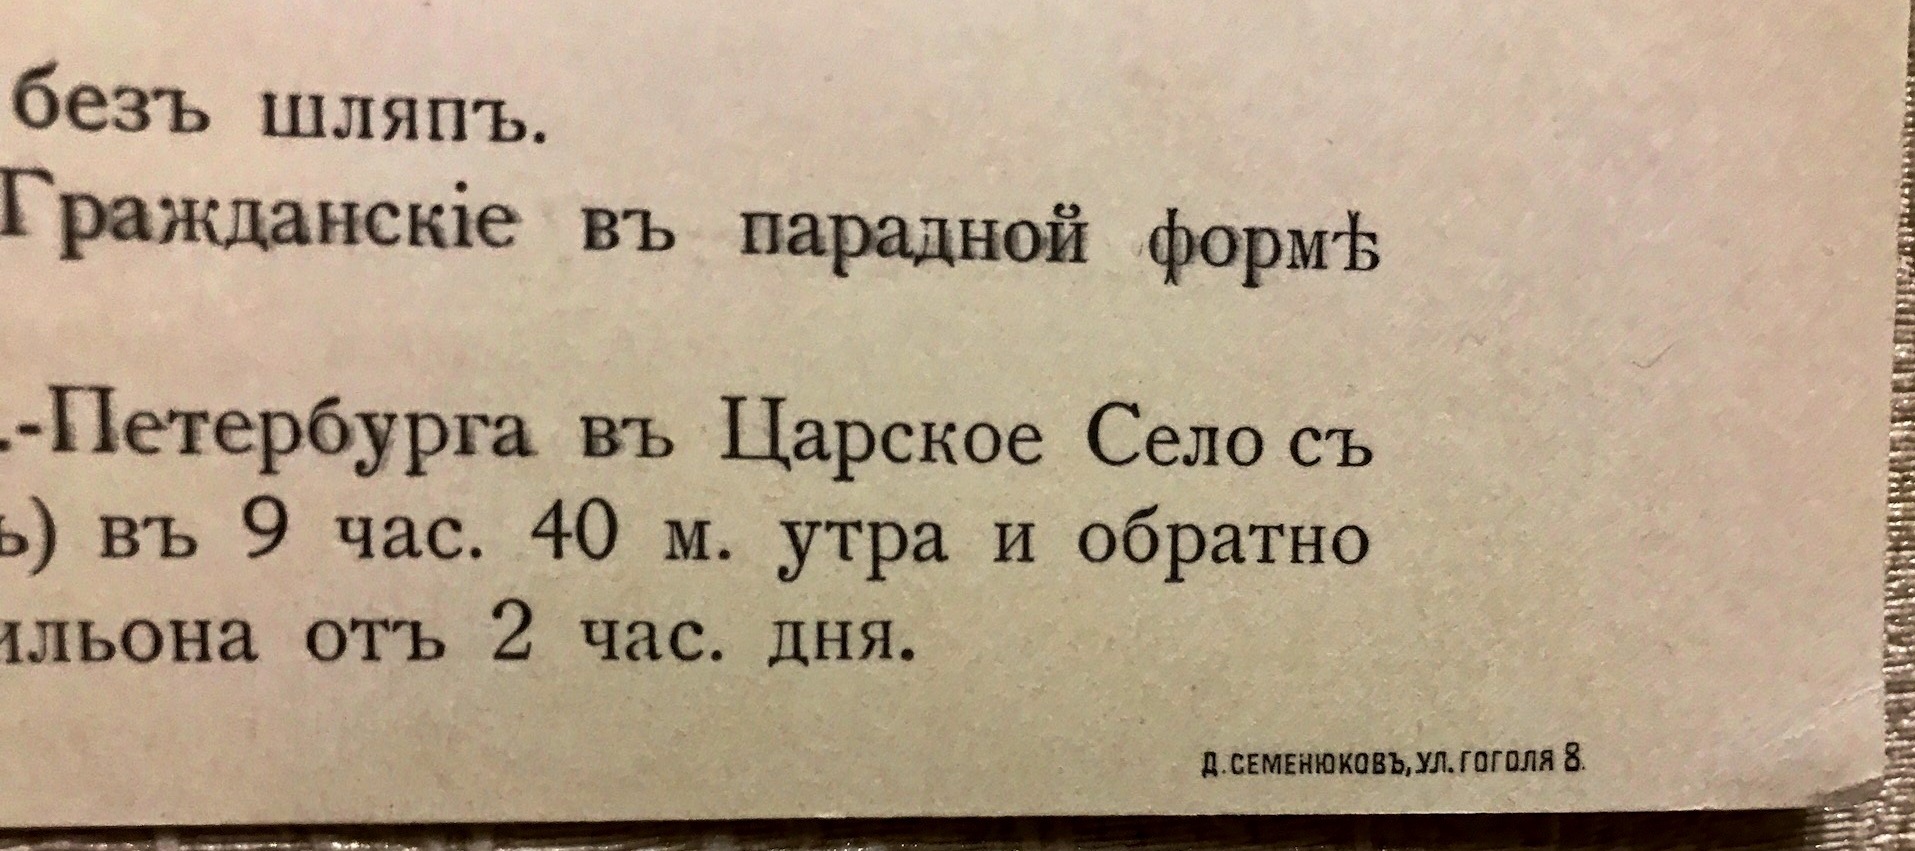 безъ шляпъ.
Гражданскіе въ парадной формѣ
.-Петербурга въ Царское Село съ
ъ) въ 9 час. 40 м. утра и обратно
ильона отъ 2 час. дня.
Д. СЕМЕНЮКОВЪ, УЛ. ГОГОЛЯ 8.